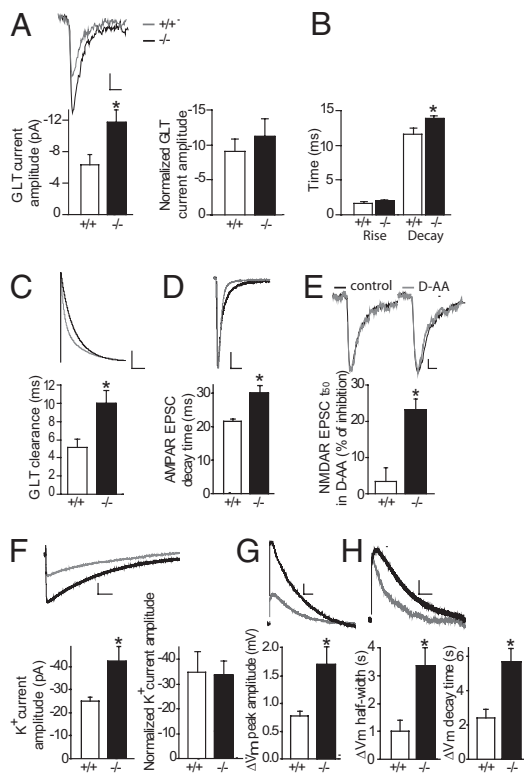 A
+/+
-/-
*
GLT current
amplitude (pA)
-12
-8
-4
0
+/+
-/-
Normalized GLT
current amplitude
-15
-10
-5
0
+/+
-/-
B
*
Time (ms)
15
10
5
0
+/+ -/- +/+ -/-
Rise Decay
C
*
GLT clearance
(ms)
12
10
8
6
4
2
0
+/+
-/-
D
*
AMPAR EPSC
decay time (ms)
30
20
10
0
+/+
-/-
E
control
D-AA
*
NMDAR EPSC t50
in D-AA (% of inhibition)
30
20
10
0
+/+
-/-
F
*
K+ current
amplitude (pA)
-40
-30
-20
-10
0
+/+
-/-
Normalized K+ current amplitude
-40
-30
-20
-10
0
+/+
-/-
G
*
ΔVm peak amplitude (mV)
2.0
1.5
1.0
0.5
0
+/+
-/-
H
*
ΔVm half-width (s)
4
3
2
1
0
+/+
-/-
*
ΔVm decay time (s)
6
4
2
0
+/+
-/-